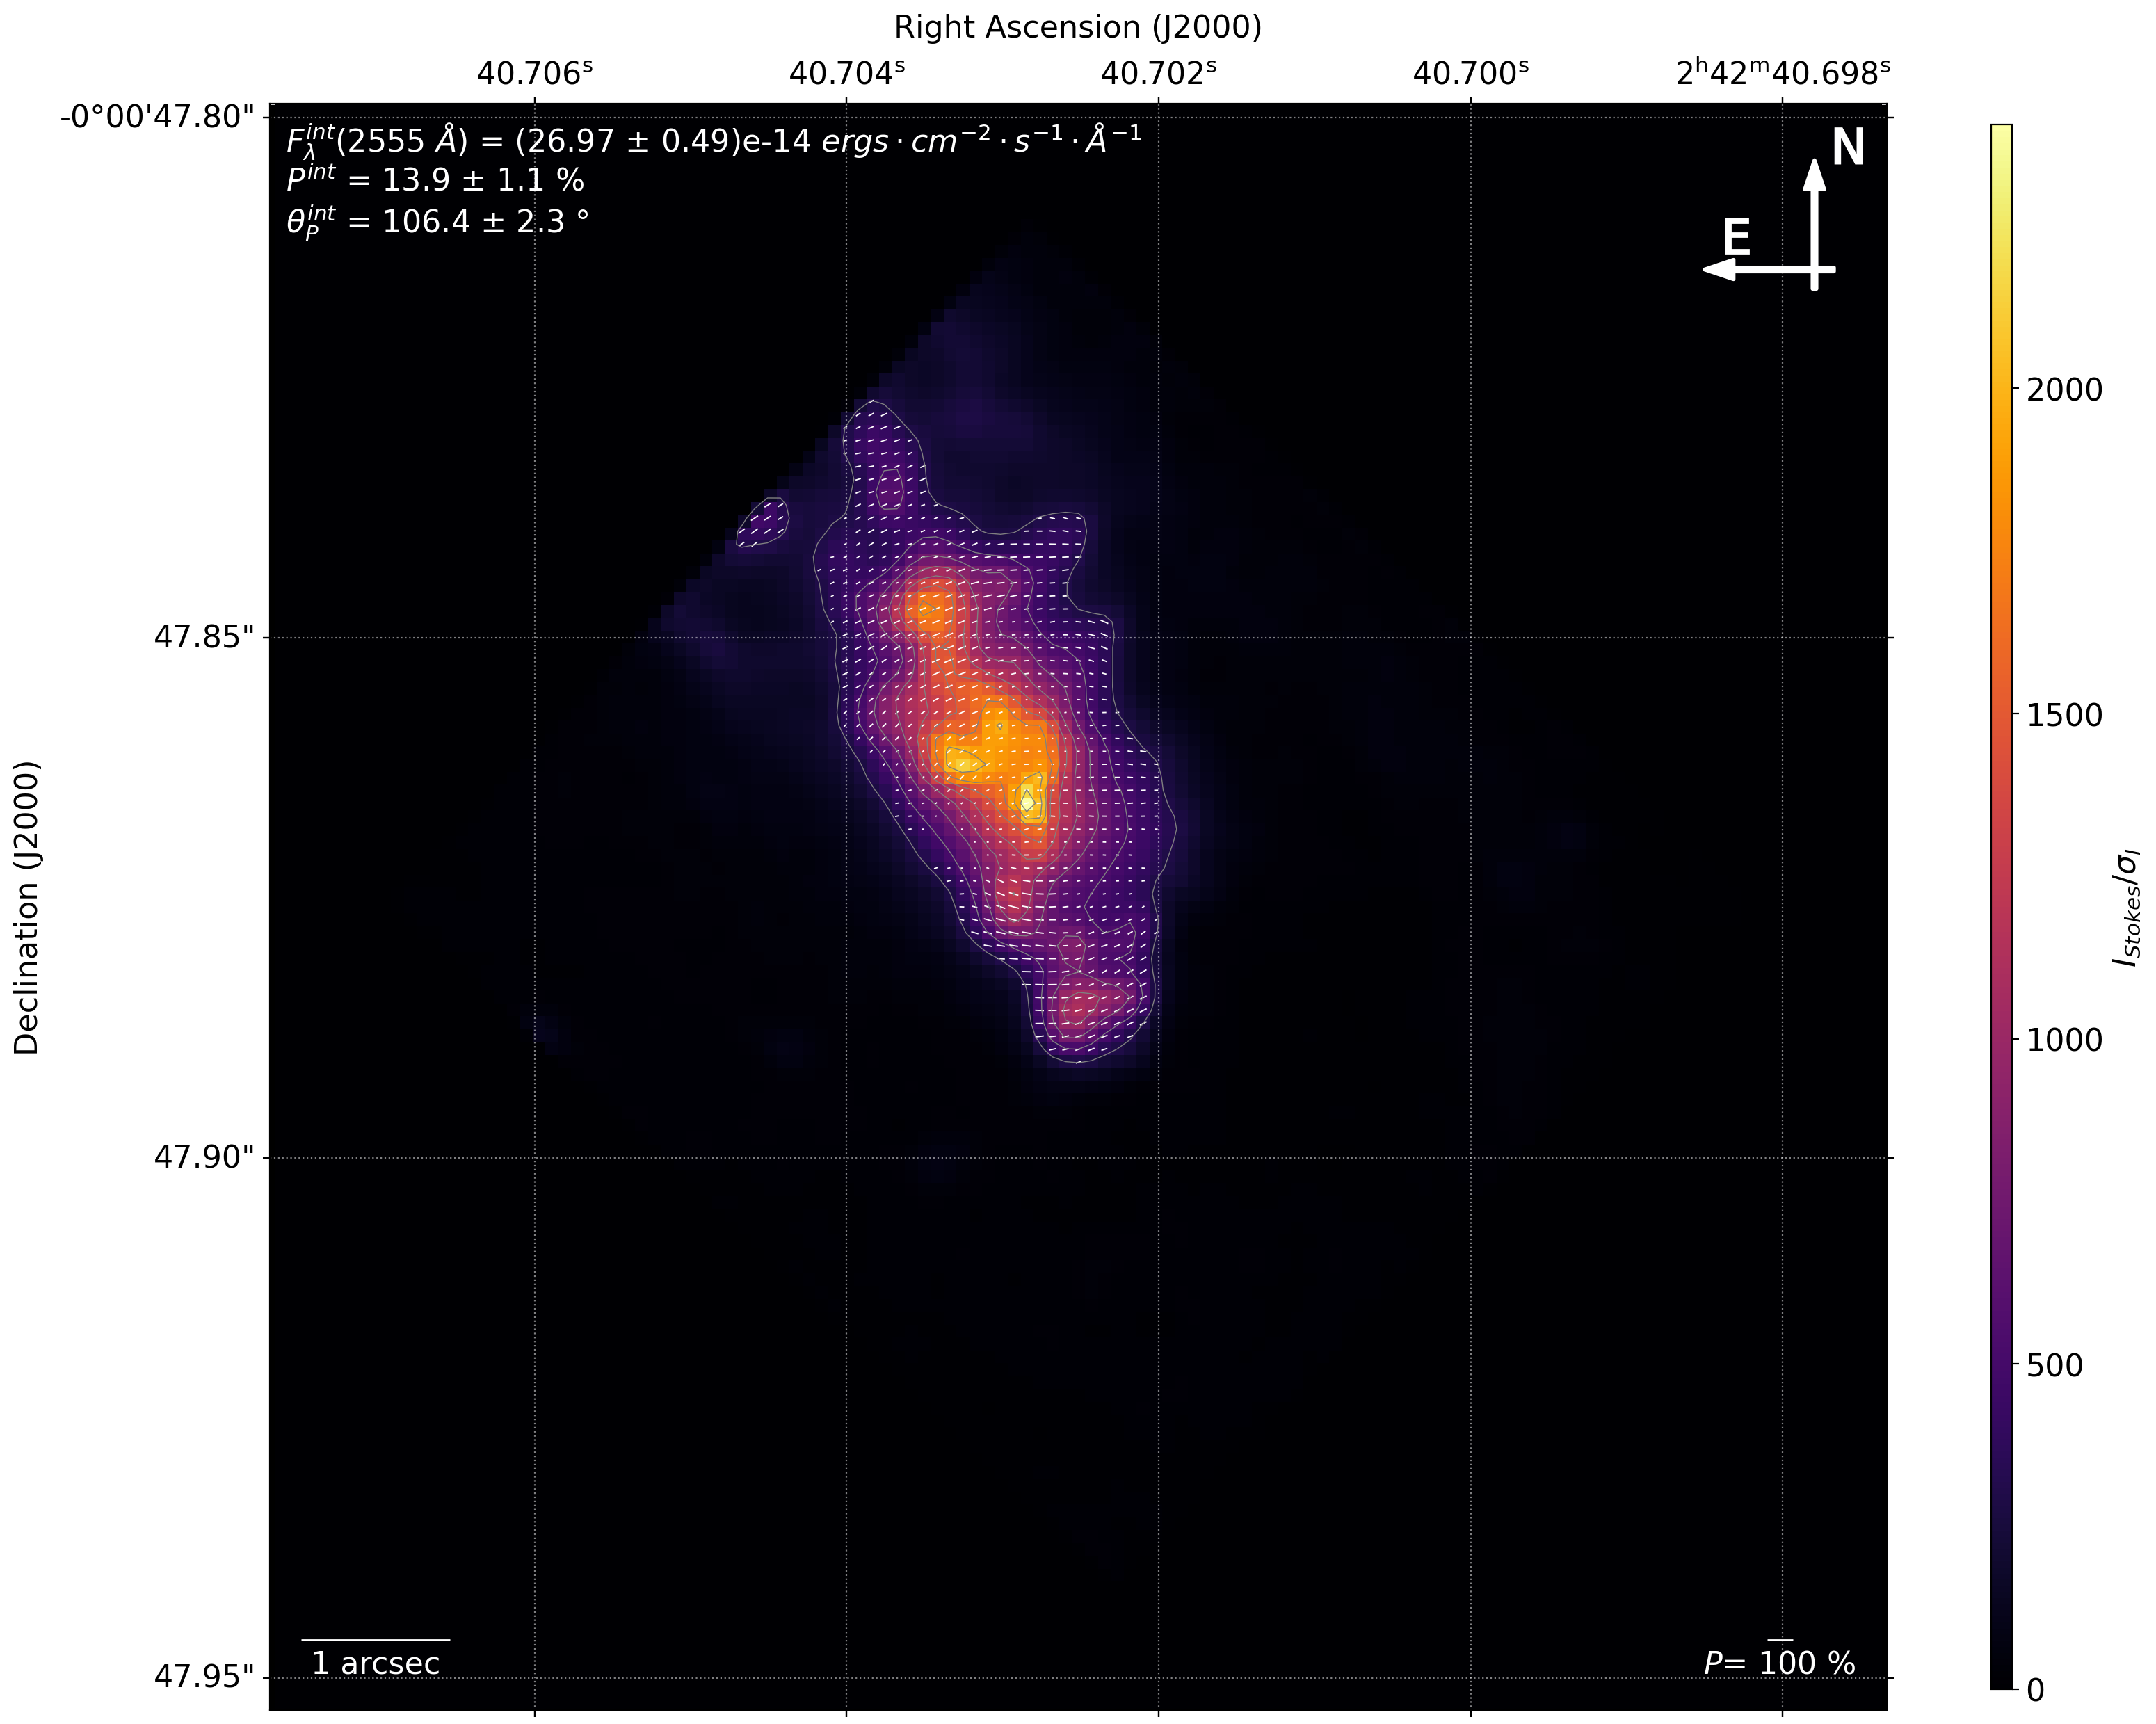 Right Ascension (J2000)
40.706ˢ 40.704ˢ 40.702ˢ 40.700ˢ 2ʰ42ᵐ40.698ˢ
-0°00'47.80"
F_λ^int(2555 Å) = (26.97 ± 0.49)e-14 ergs · cm⁻² · s⁻¹ · Å⁻¹
P^int = 13.9 ± 1.1 %
θ_P^int = 106.4 ± 2.3 °
N
E
2000
47.85"
1500
Declination (J2000)
I_Stokes/σ_I
1000
47.90"
500
1 arcsec
P= 100 %
47.95"
0